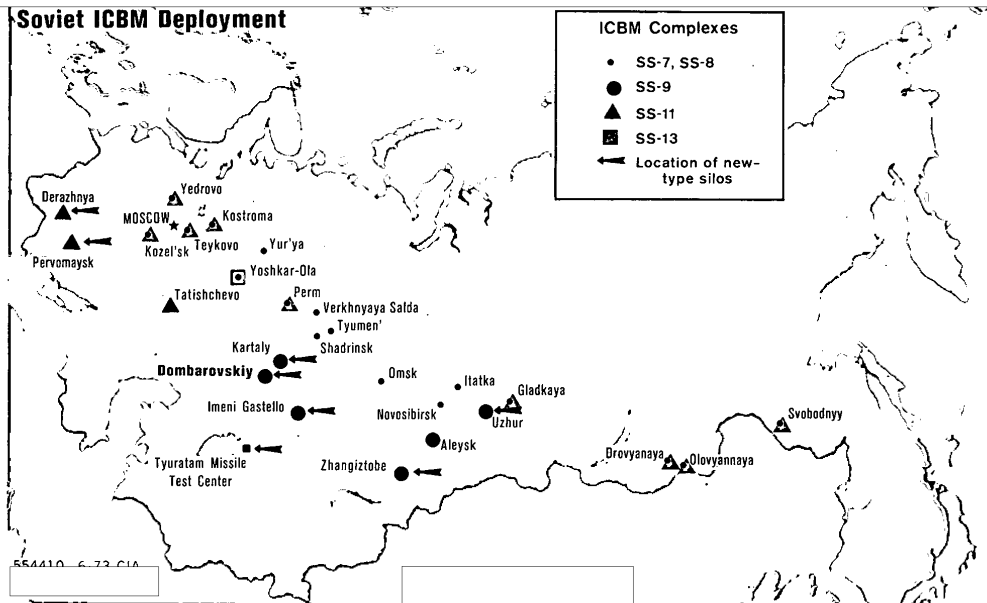 Soviet ICBM Deployment
ICBM Complexes
SS-7, SS-8
SS-9
SS-11
SS-13
Location of new-
type silos
Yedrovo
Derazhnya
MOSCOW
Kostroma
Kozel'sk
Teykovo
Pervomaysk
Yur'ya
Yoshkar-Ola
Tatishchevo
Perm
Verkhnyaya Salda
Tyumen'
Shadrinsk
Kartaly
Dombarovskiy
Omsk
Itatka
Gladkaya
Imeni Gastello
Novosibirsk
Uzhur
Svobodnyy
Aleysk
Drovyanaya
Olovyannaya
Tyuratam Missile
Test Center
Zhangiztobe
554410 6-73 CIA